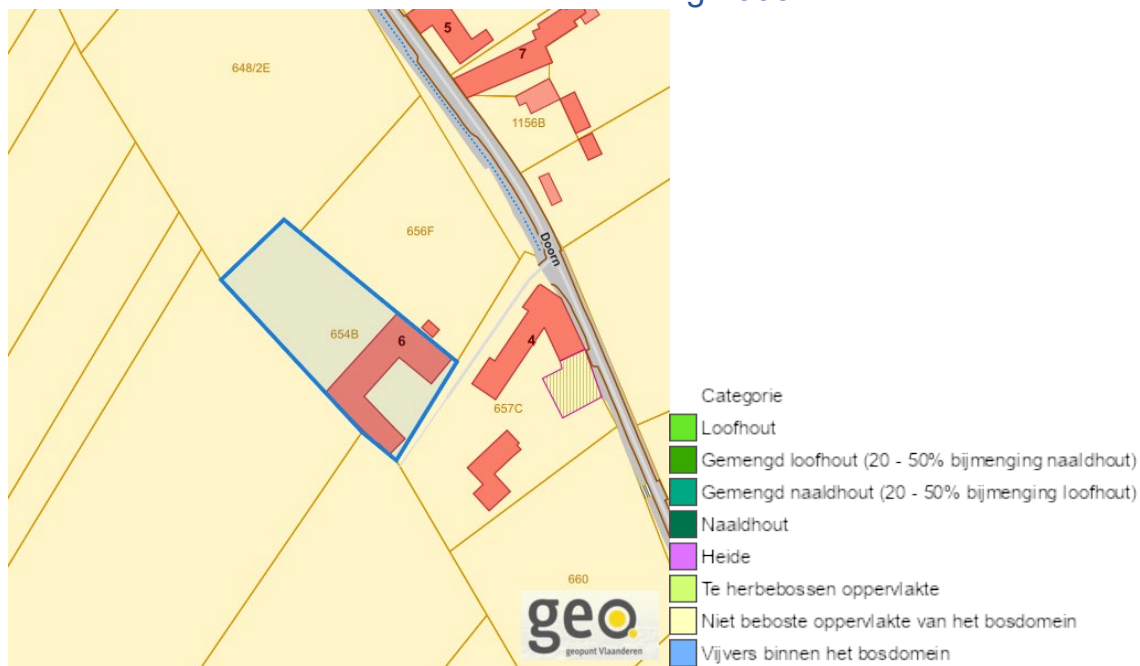 5
7
648/2E
1156B
656F
Doorn
654B
6
4
657C
660
geo
geopunt Vlaanderen
Categorie
Loofhout
Gemengd loofhout (20 - 50% bijmenging naaldhout)
Gemengd naaldhout (20 - 50% bijmenging loofhout)
Naaldhout
Heide
Te herbebossen oppervlakte
Niet beboste oppervlakte van het bosdomein
Vijvers binnen het bosdomein